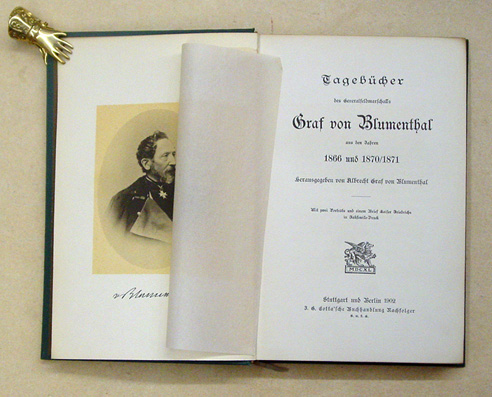 v Blumen
Tagebücher
des Generalfeldmarschalls
Graf von Blumenthal
aus den Jahren
1866 und 1870/1871
Herausgegeben von Albrecht Graf von Blumenthal
Mit zwei Porträts und einem Brief Kaiser Friedrichs
in Faksimile-Druck
MDCXL
Stuttgart und Berlin 1902
J. G. Cotta'sche Buchhandlung Nachfolger
G. m. b. H.